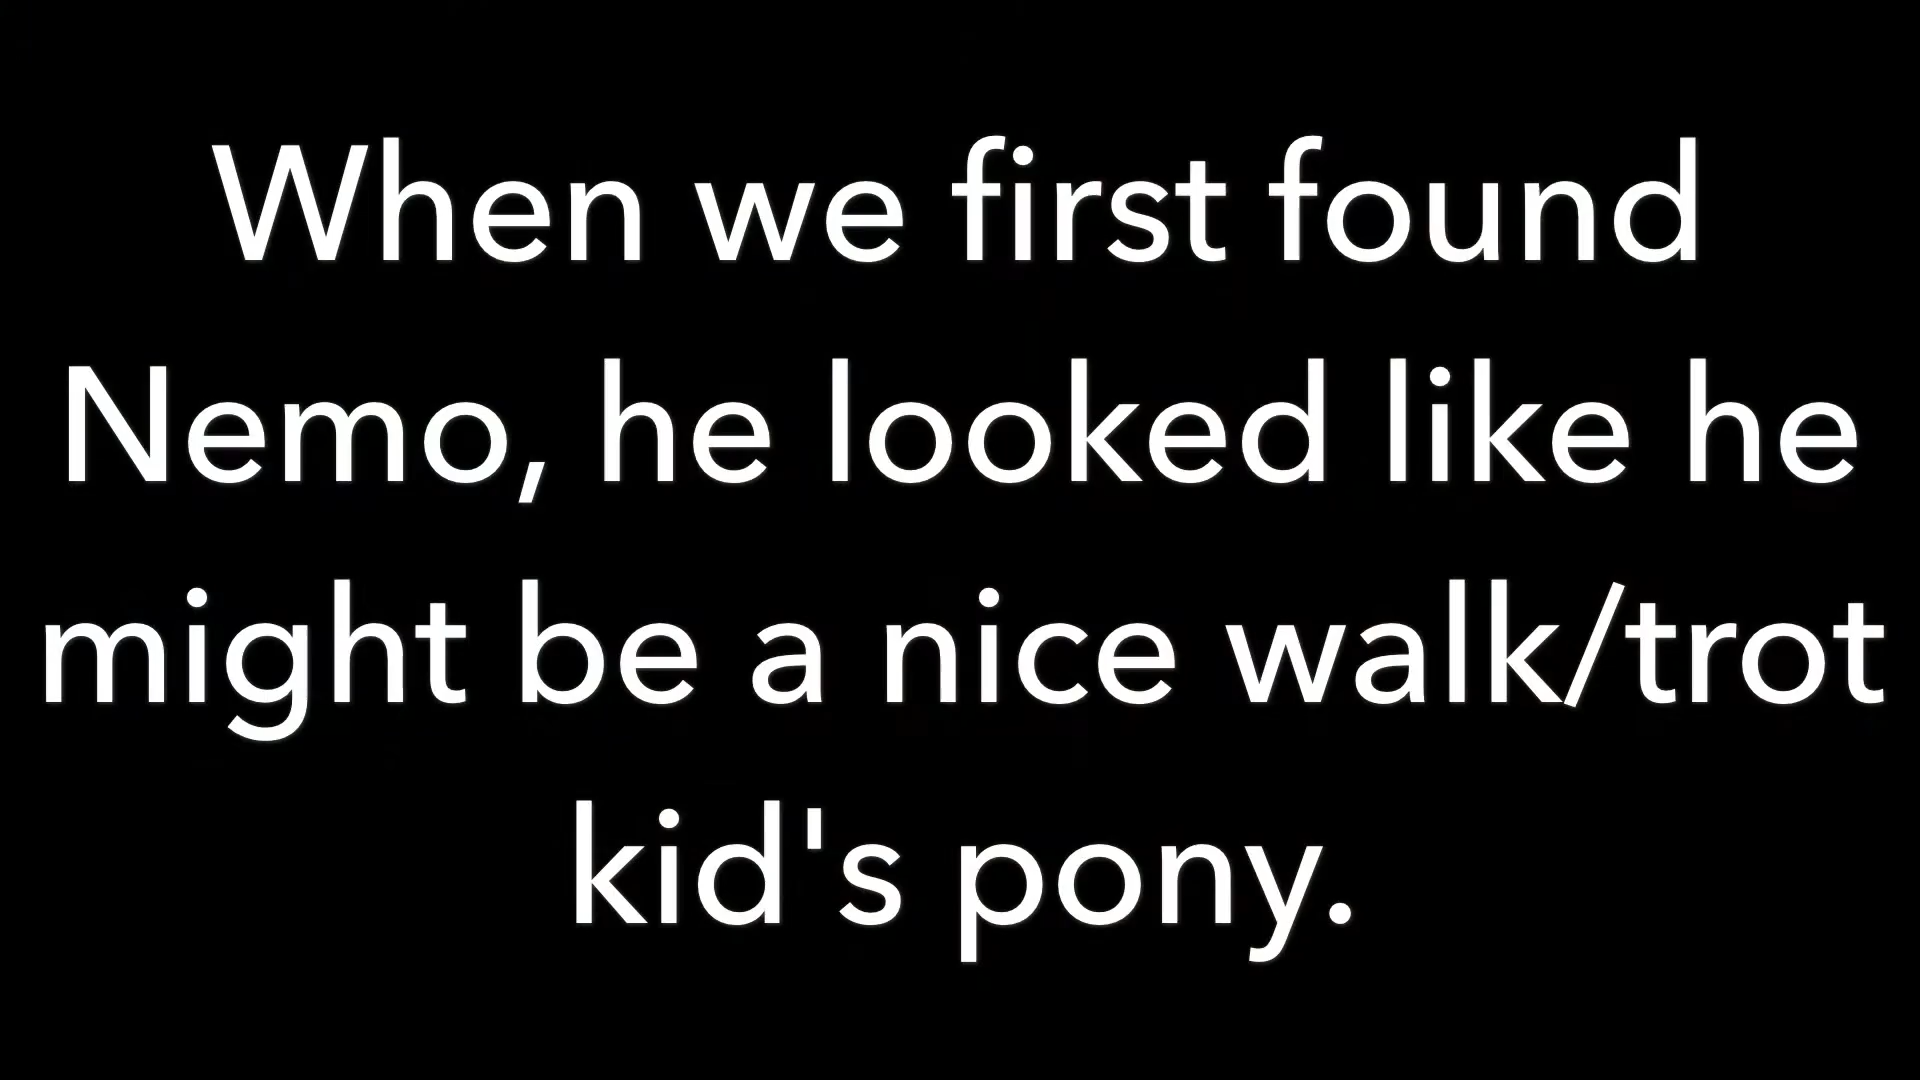 When we first found
Nemo, he looked like he
might be a nice walk/trot
kid's pony.